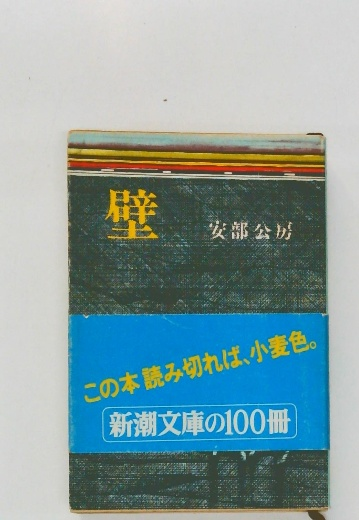 壁
安部公房
この本読み切れば、小麦色。
新潮文庫の100冊